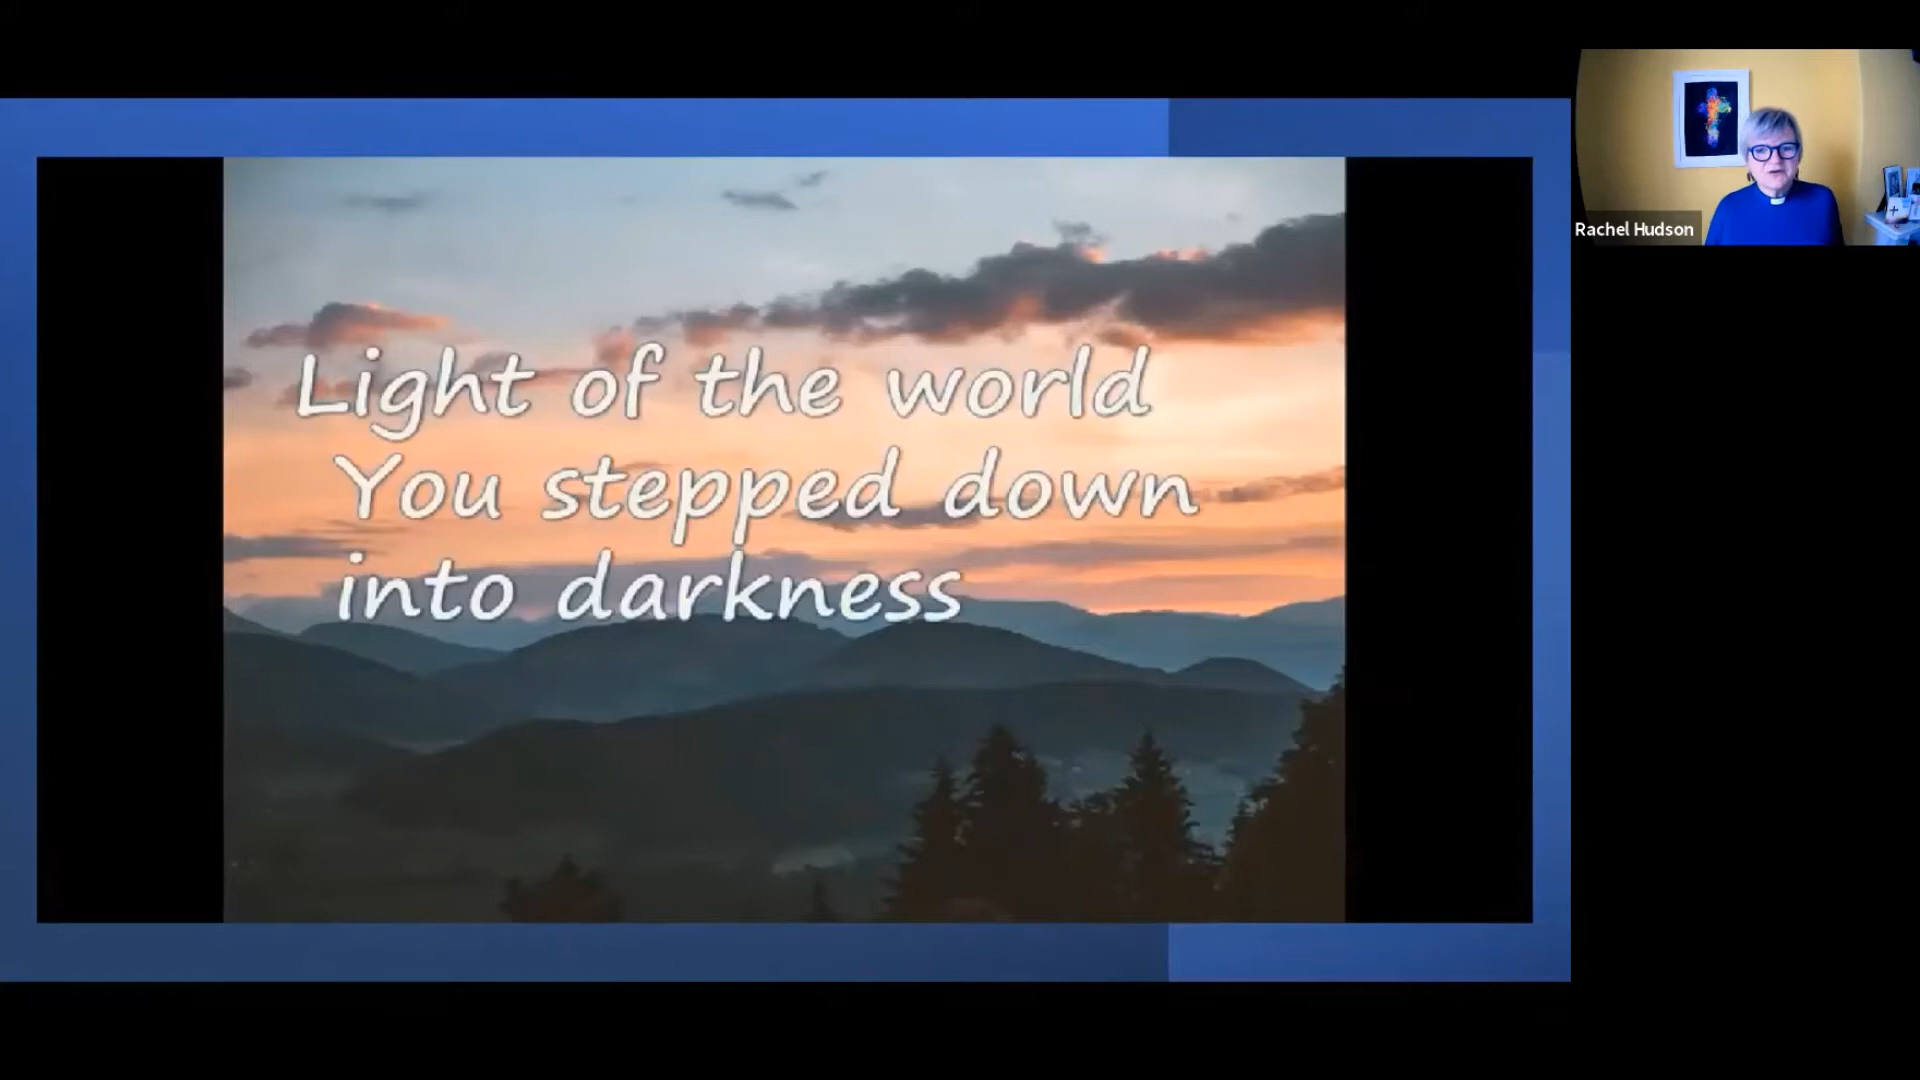 Light of the world
You stepped down
into darkness
Rachel Hudson